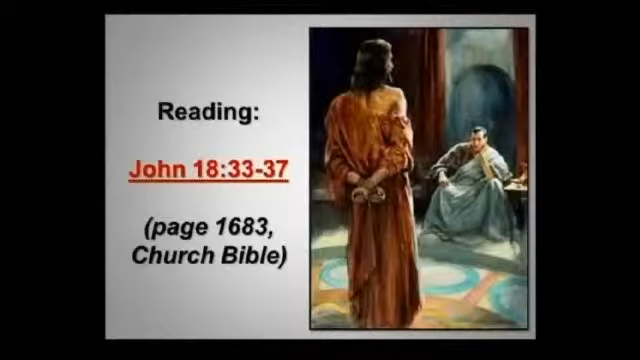 Reading:
John 18:33-37
(page 1683,
Church Bible)